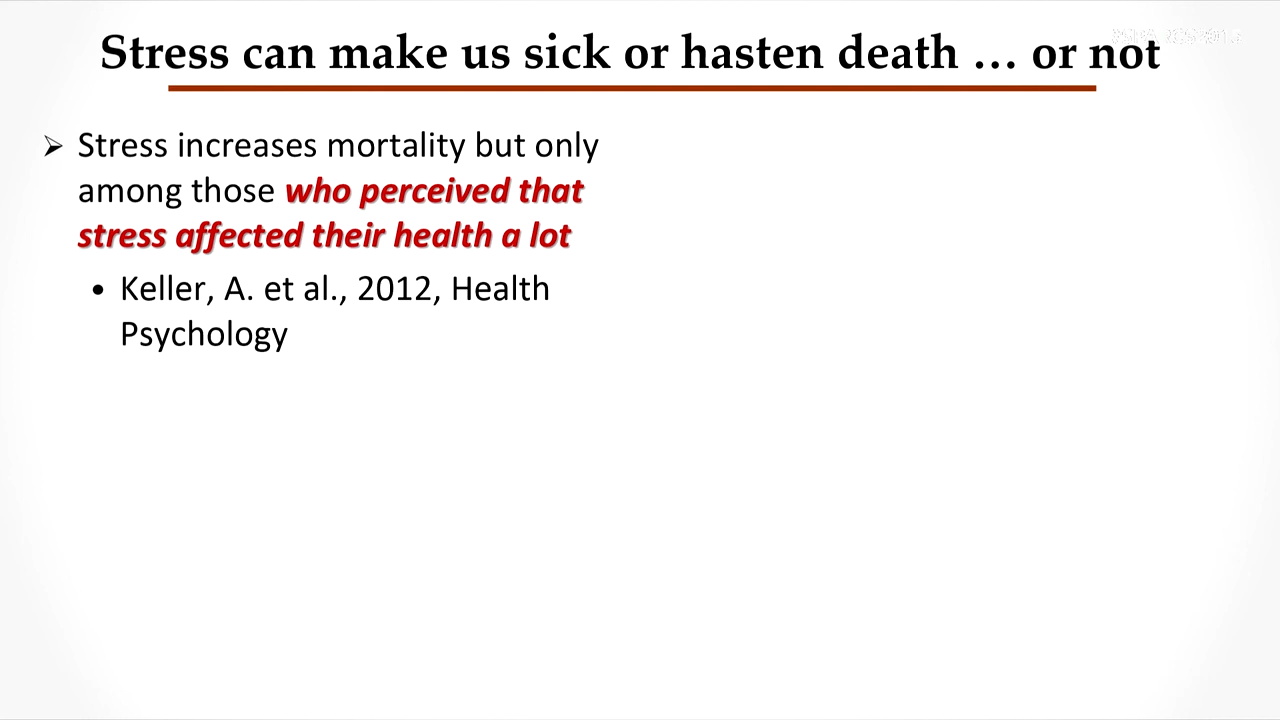 Stress can make us sick or hasten death … or not
➢ Stress increases mortality but only
among those who perceived that
stress affected their health a lot
• Keller, A. et al., 2012, Health
Psychology